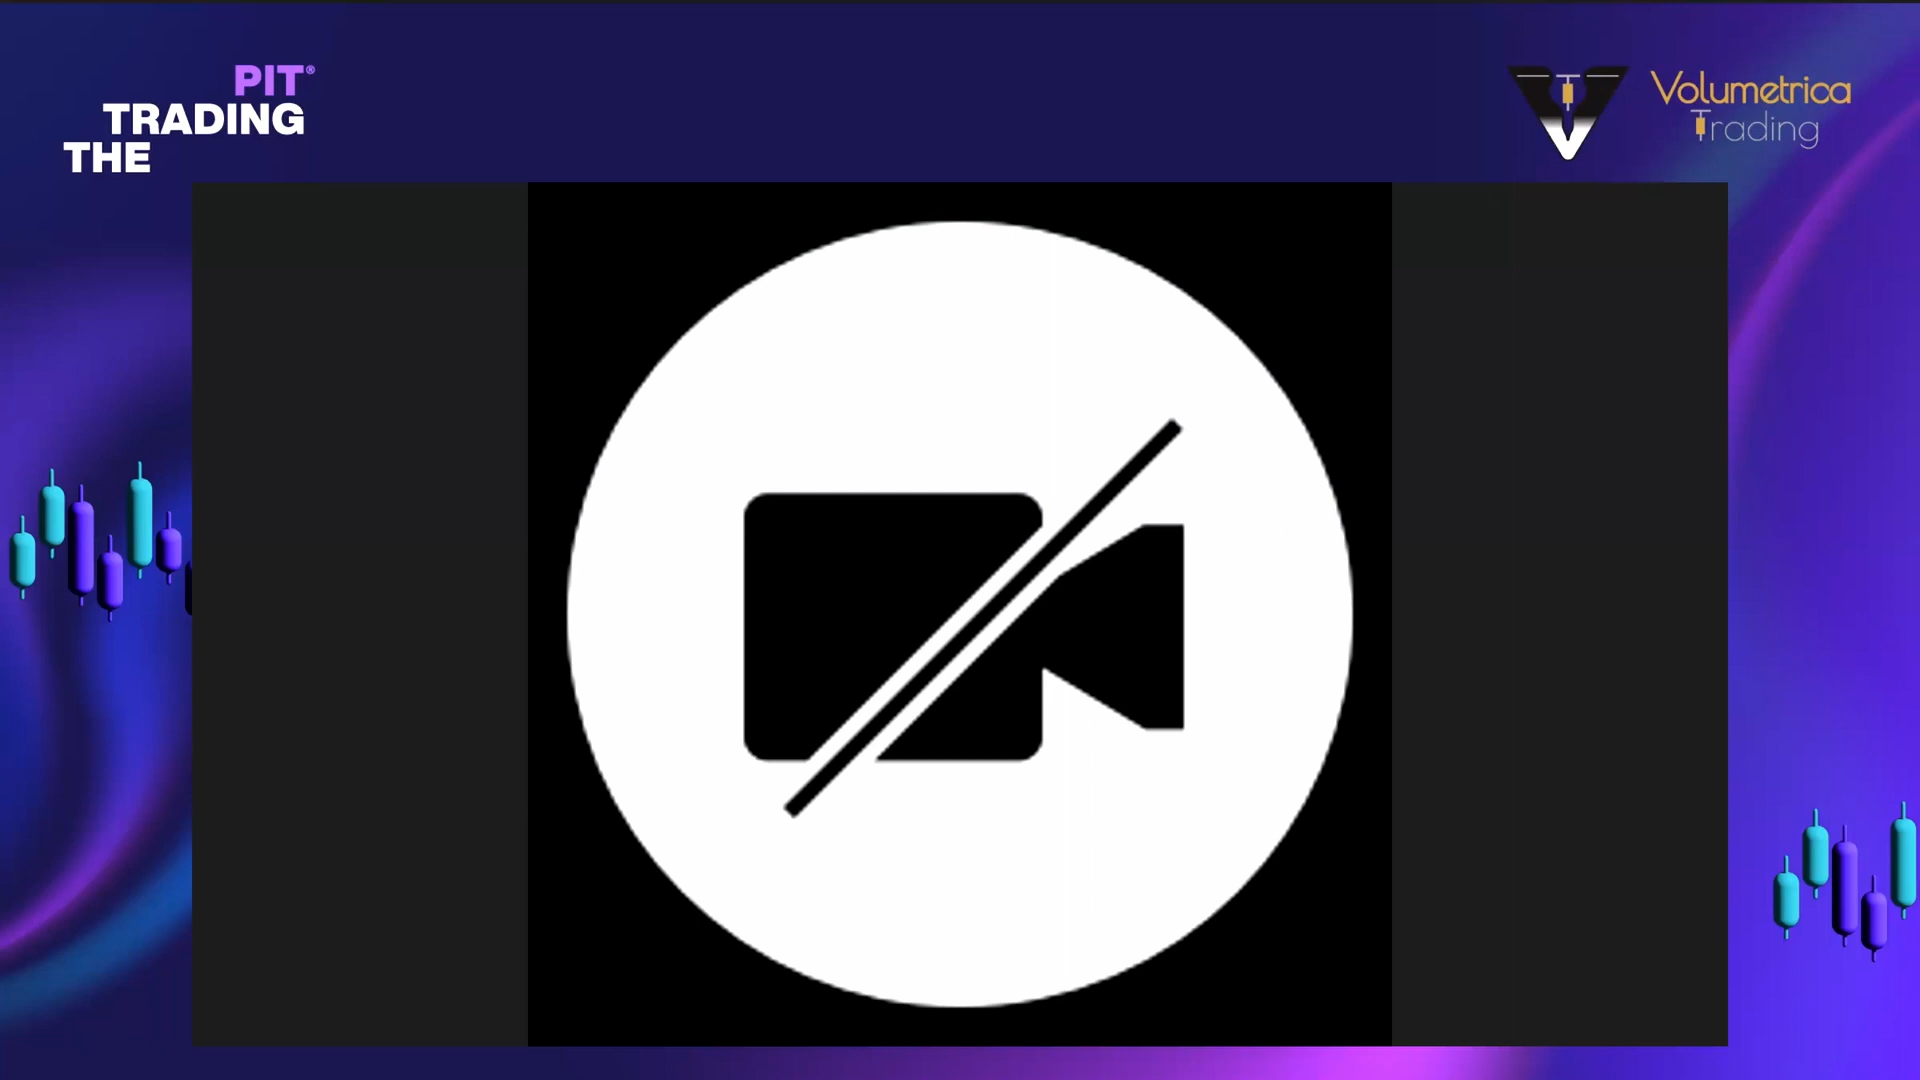 PIT®
TRADING
THE
Volumetrica
Trading